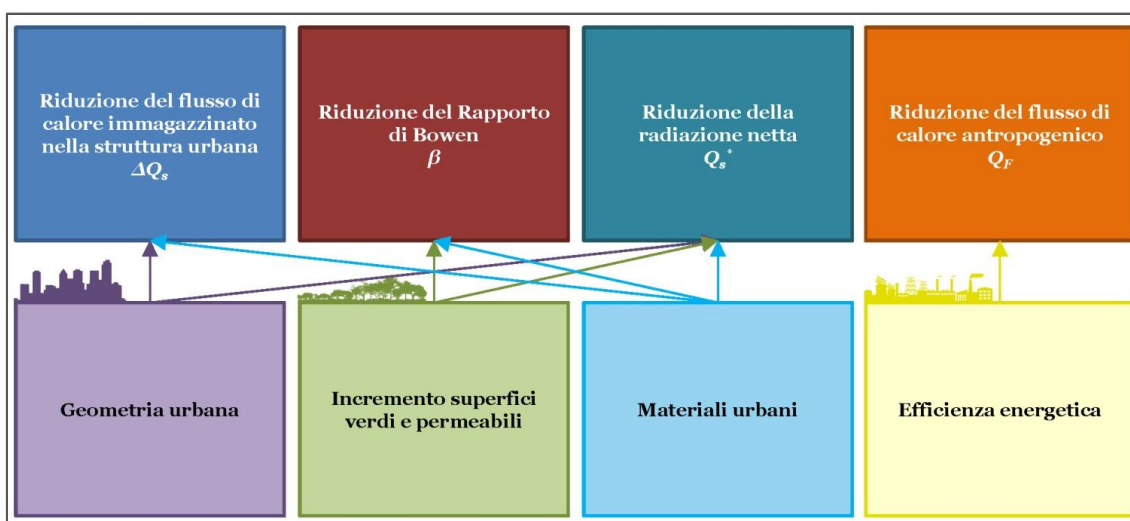 Riduzione del flusso di
calore immagazzinato
nella struttura urbana
ΔQs
Riduzione del Rapporto
di Bowen
β
Riduzione della
radiazione netta
Qs*
Riduzione del flusso di
calore antropogenico
QF
Geometria urbana
Incremento superfici
verdi e permeabili
Materiali urbani
Efficienza energetica